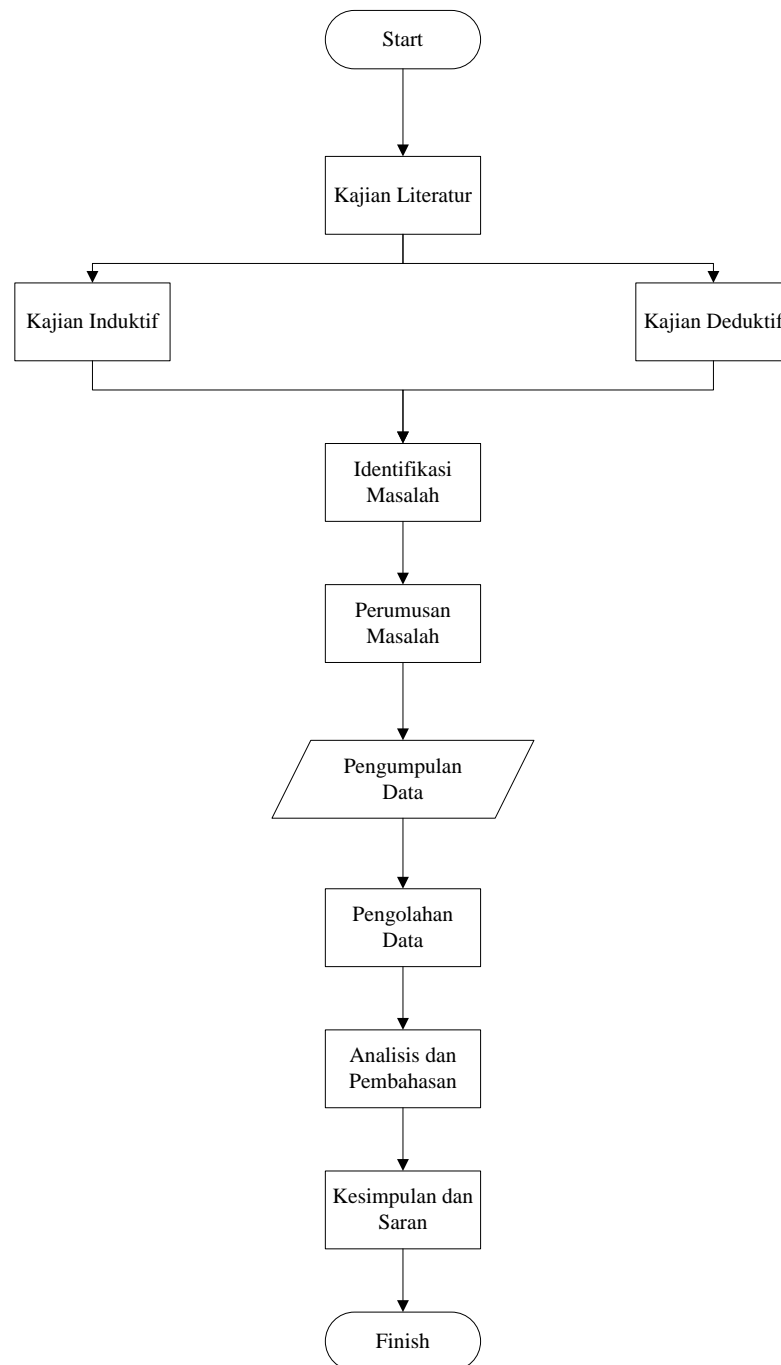 Start
Kajian Literatur
Kajian Induktif
Kajian Deduktif
Identifikasi
Masalah
Perumusan
Masalah
Pengumpulan
Data
Pengolahan
Data
Analisis dan
Pembahasan
Kesimpulan dan
Saran
Finish